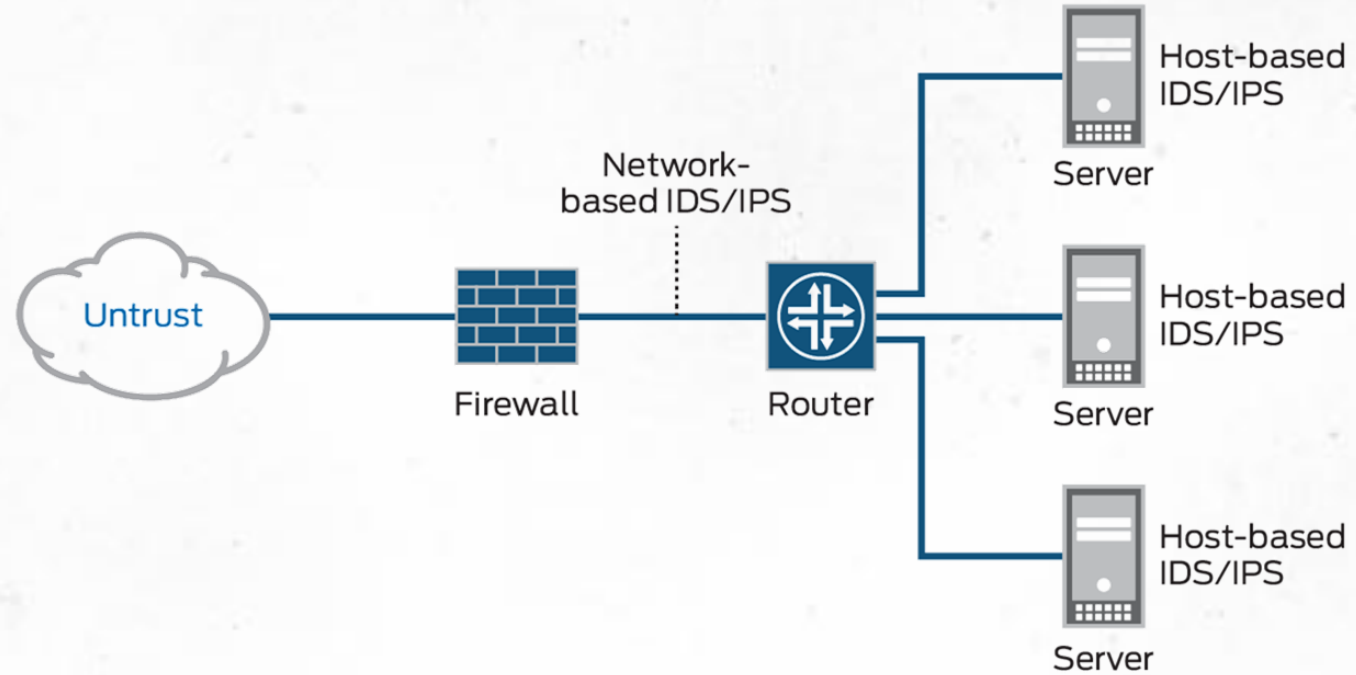 Host-based
IDS/IPS
Server
Network-
based IDS/IPS
Untrust
Firewall
Router
Host-based
IDS/IPS
Server
Host-based
IDS/IPS
Server